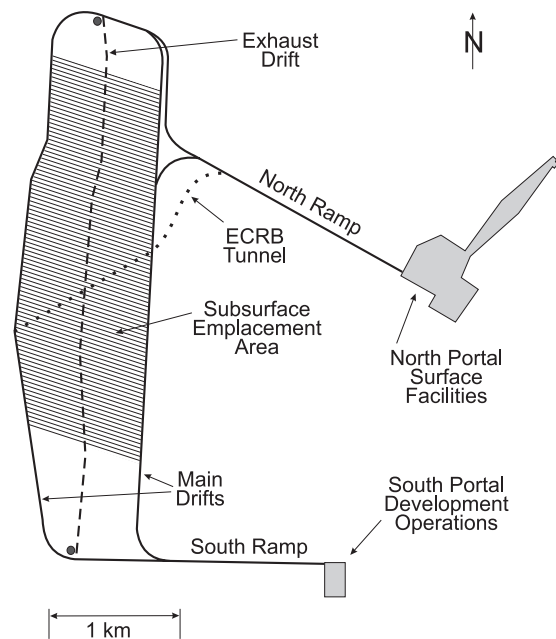 Exhaust
Drift
N
North Ramp
ECRB
Tunnel
Subsurface
Emplacement
Area
North Portal
Surface
Facilities
Main
Drifts
South Portal
Development
Operations
South Ramp
1 km